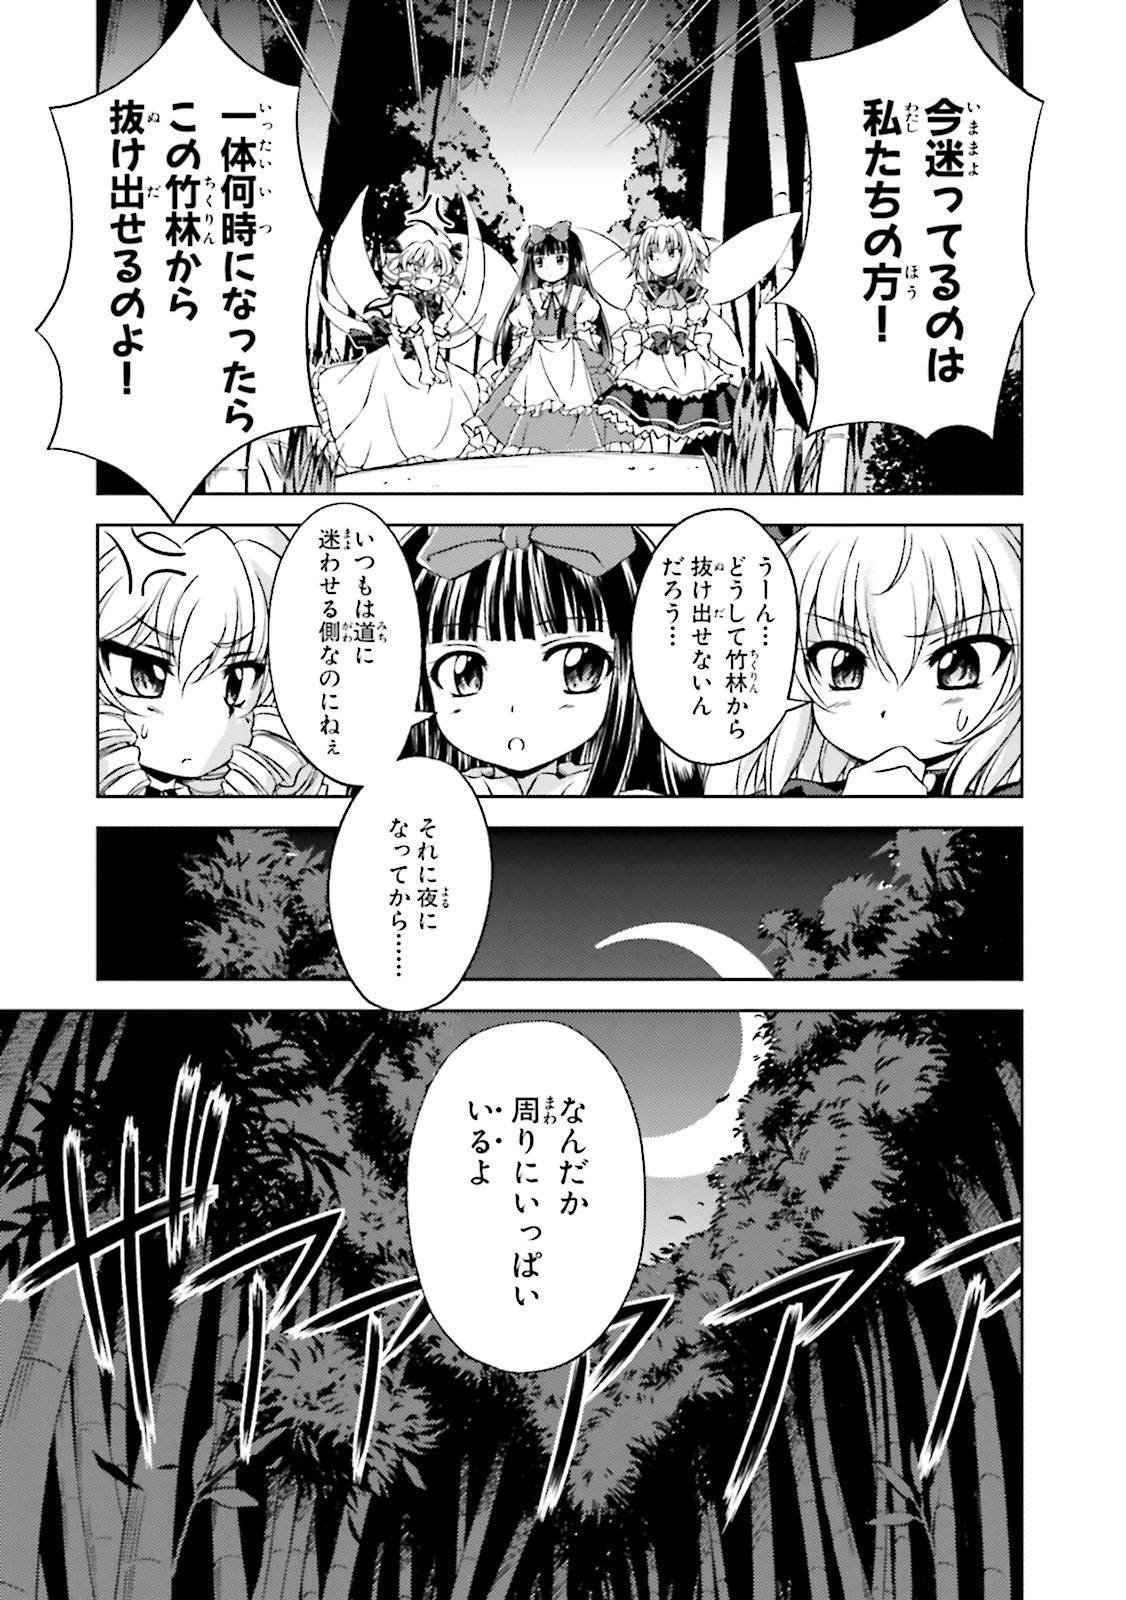 今迷ってるのは
私たちの方！
一体何時になったら
この竹林から
抜け出せるのよ！
うーん…
どうして竹林から
抜け出せないん
だろう…
いつもは道に
迷わせる側なのにねぇ
それに夜に
なってから……
なんだか
周りにいっぱい
いるよ
ザアアアアア